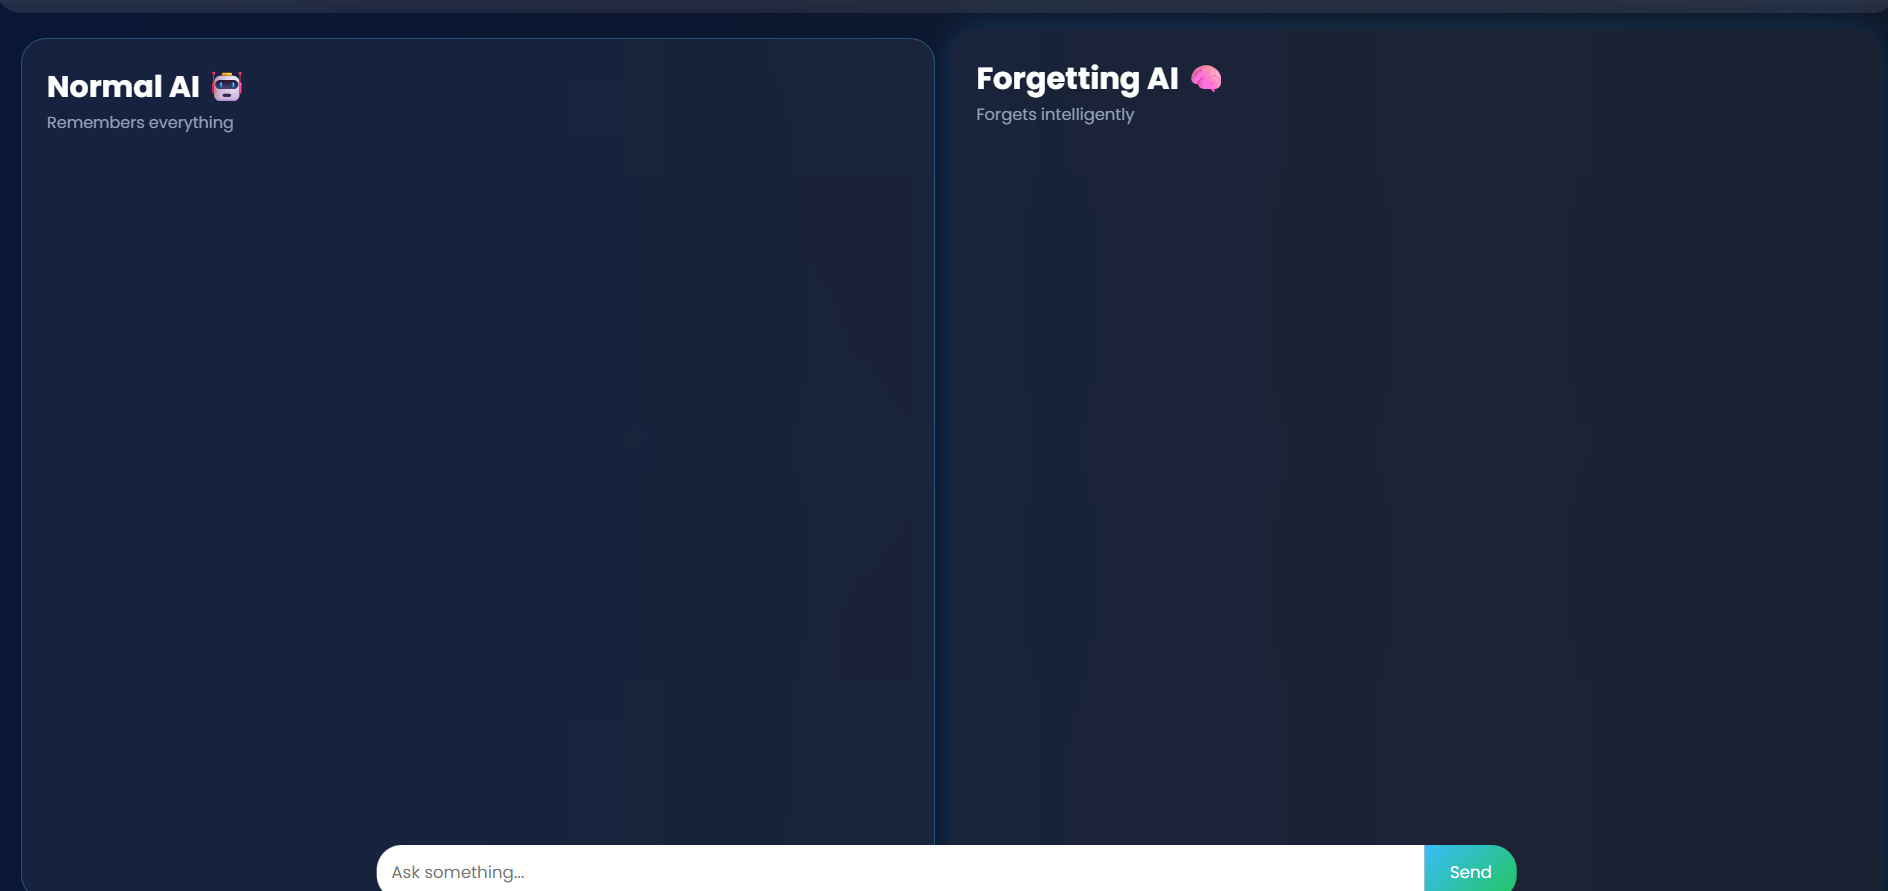 Normal AI 🤖
Remembers everything
Forgetting AI 🧠
Forgets intelligently
Ask something...
Send